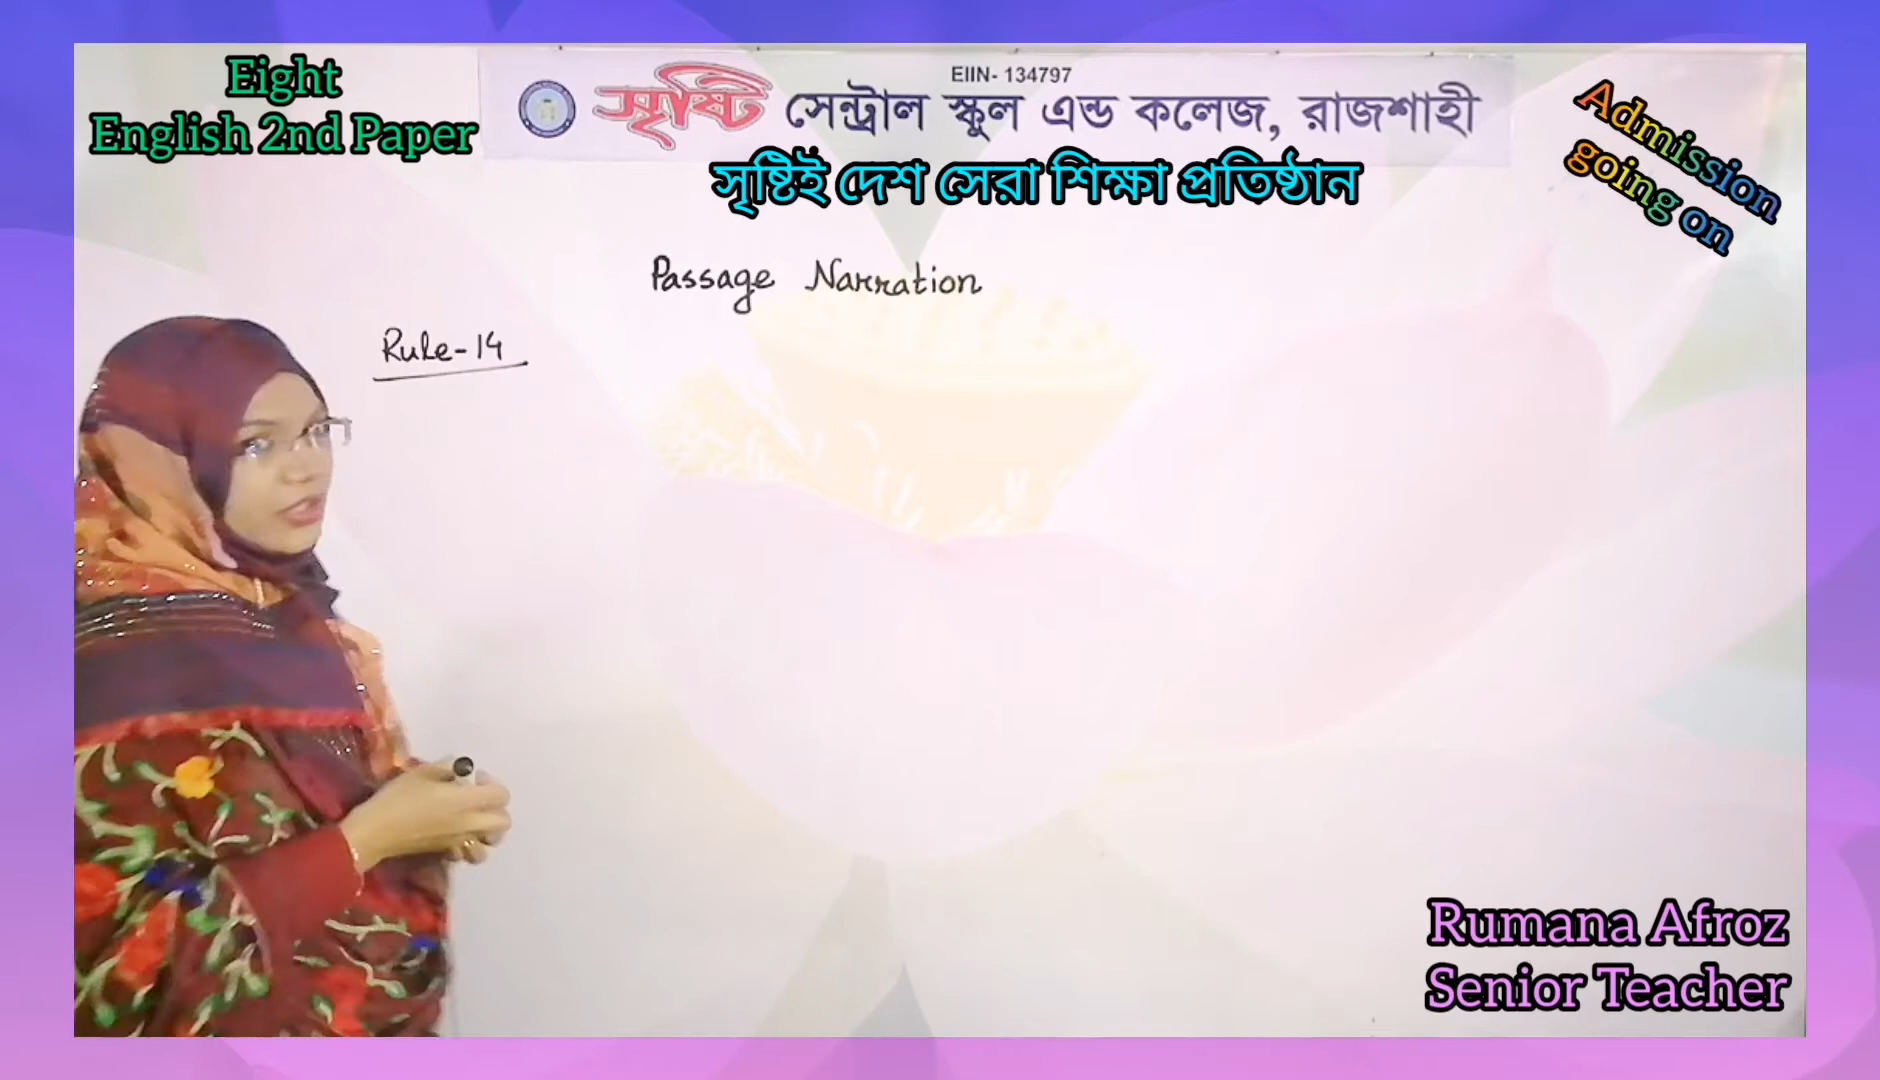 Eight
English 2nd Paper
EIIN- 134797
সৃষ্টি সেন্ট্রাল স্কুল এন্ড কলেজ, রাজশাহী
সৃষ্টিই দেশ সেরা শিক্ষা প্রতিষ্ঠান
Admission
going on
Passage Narration
Rule-14
Rumana Afroz
Senior Teacher